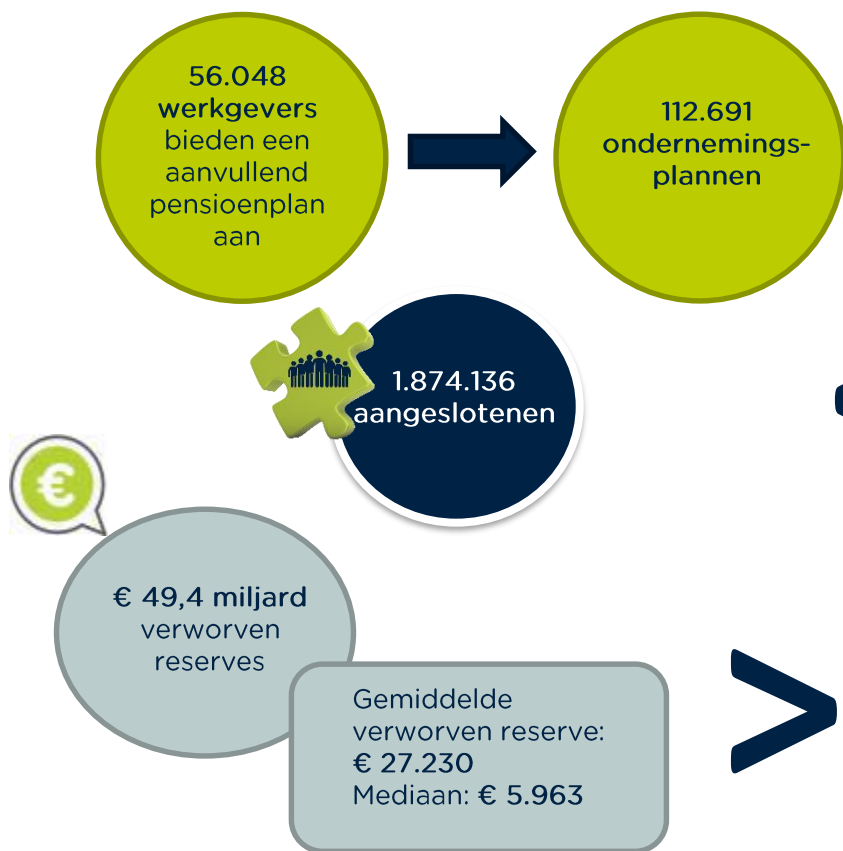 56.048
werkgevers
bieden een
aanvullend
pensioenplan
aan
112.691
ondernemings-
plannen
1.874.136
aangeslotenen
€
€ 49,4 miljard
verworven
reserves
Gemiddelde
verworven reserve:
€ 27.230
Mediaan: € 5.963
>